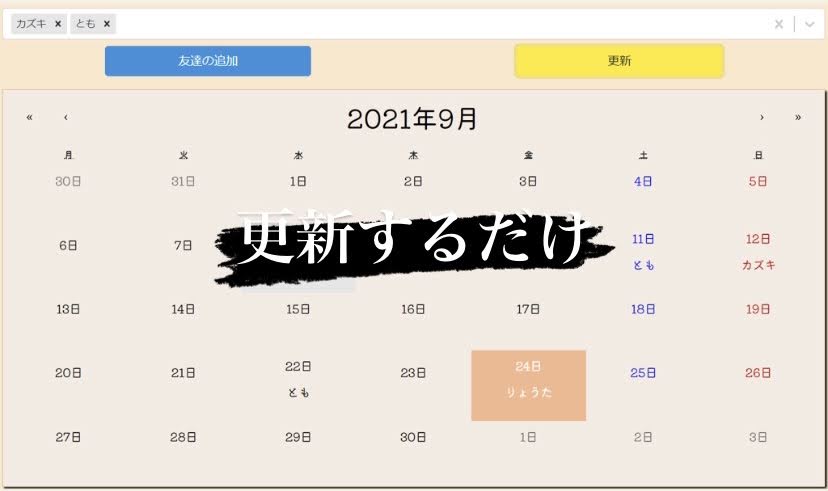 カズキ × とも ×
友達の追加 更新
« ‹ 2021年9月 › »
月 火 水 木 金 土 日
30日 31日 1日 2日 3日 4日 5日
6日 7日 11日 12日
更新するだけ
とも カズキ
13日 14日 15日 16日 17日 18日 19日
20日 21日 22日 23日 24日 25日 26日
とも りょうた
27日 28日 29日 30日 1日 2日 3日